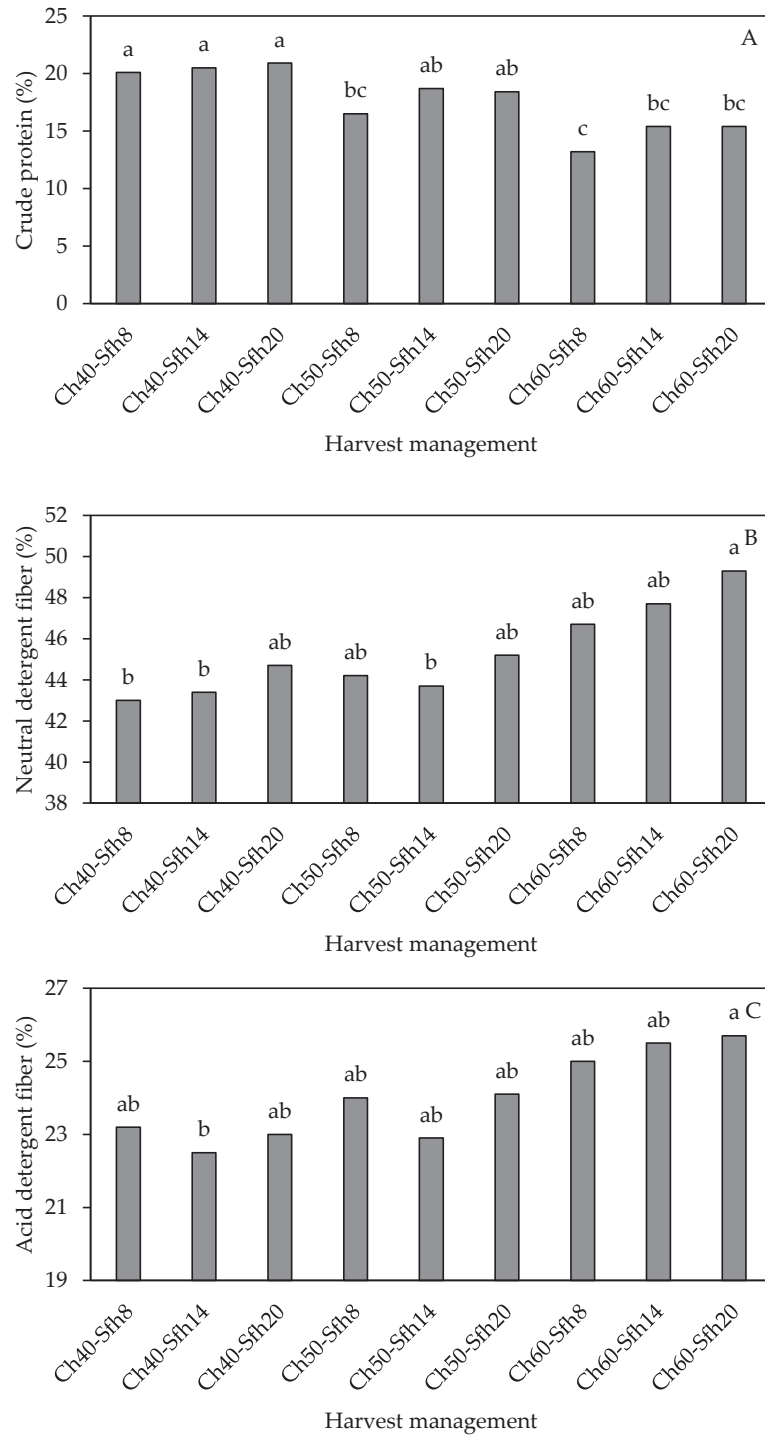 A
Crude protein (%)
25
20
15
10
5
0
a a a bc ab ab c bc bc
Ch40-Sfh8 Ch40-Sfh14 Ch40-Sfh20 Ch50-Sfh8 Ch50-Sfh14 Ch50-Sfh20 Ch60-Sfh8 Ch60-Sfh14 Ch60-Sfh20
Harvest management
B
Neutral detergent fiber (%)
52
50
48
46
44
42
40
38
b b ab ab b ab ab ab a
Ch40-Sfh8 Ch40-Sfh14 Ch40-Sfh20 Ch50-Sfh8 Ch50-Sfh14 Ch50-Sfh20 Ch60-Sfh8 Ch60-Sfh14 Ch60-Sfh20
Harvest management
C
Acid detergent fiber (%)
27
25
23
21
19
ab b ab ab ab ab ab ab a
Ch40-Sfh8 Ch40-Sfh14 Ch40-Sfh20 Ch50-Sfh8 Ch50-Sfh14 Ch50-Sfh20 Ch60-Sfh8 Ch60-Sfh14 Ch60-Sfh20
Harvest management